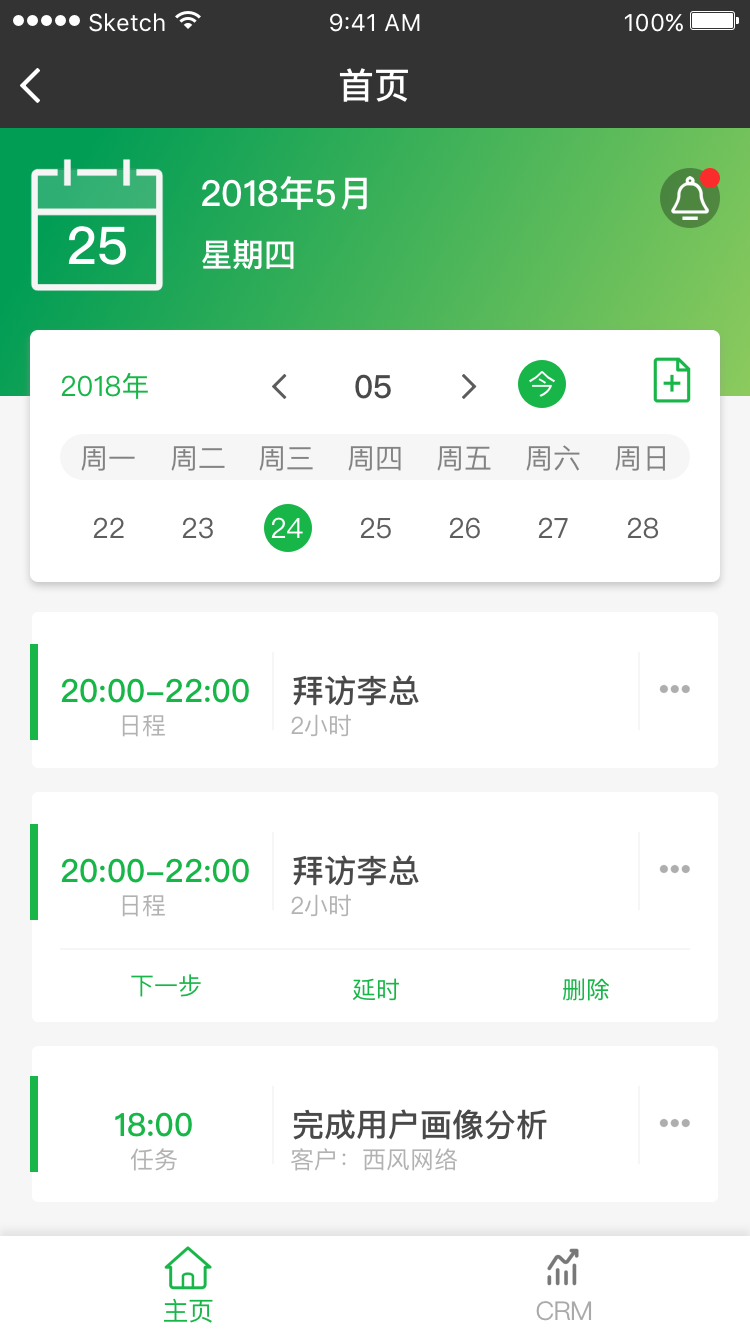 Sketch 9:41 AM 100%
首页
2018年5月
25
星期四
2018年 05 今
周一 周二 周三 周四 周五 周六 周日
22 23 24 25 26 27 28
20:00-22:00 拜访李总
日程 2小时
20:00-22:00 拜访李总
日程 2小时
下一步 延时 删除
18:00 完成用户画像分析
任务 客户：西风网络
主页 CRM